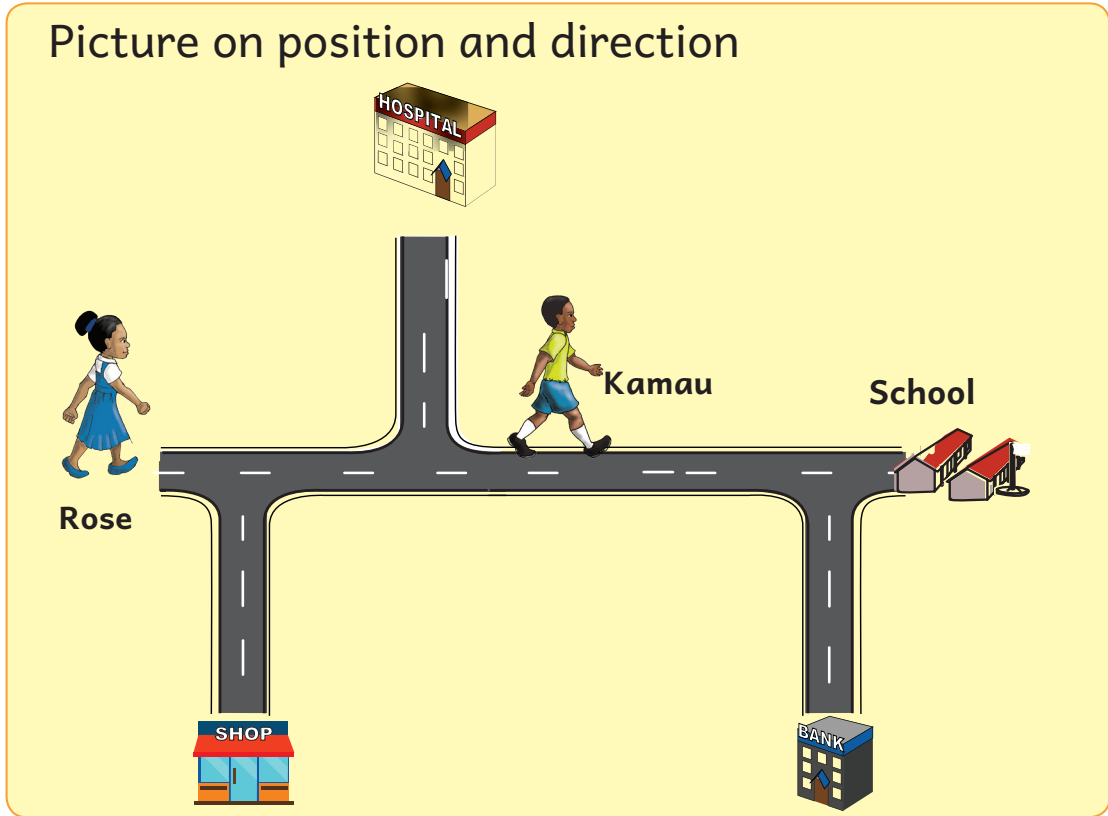 Picture on position and direction
HOSPITAL
Kamau
School
Rose
SHOP
BANK